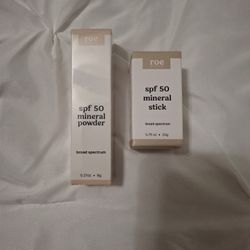 roe
spf 50
mineral
powder
broad spectrum
roe
spf 50
mineral
stick
broad spectrum